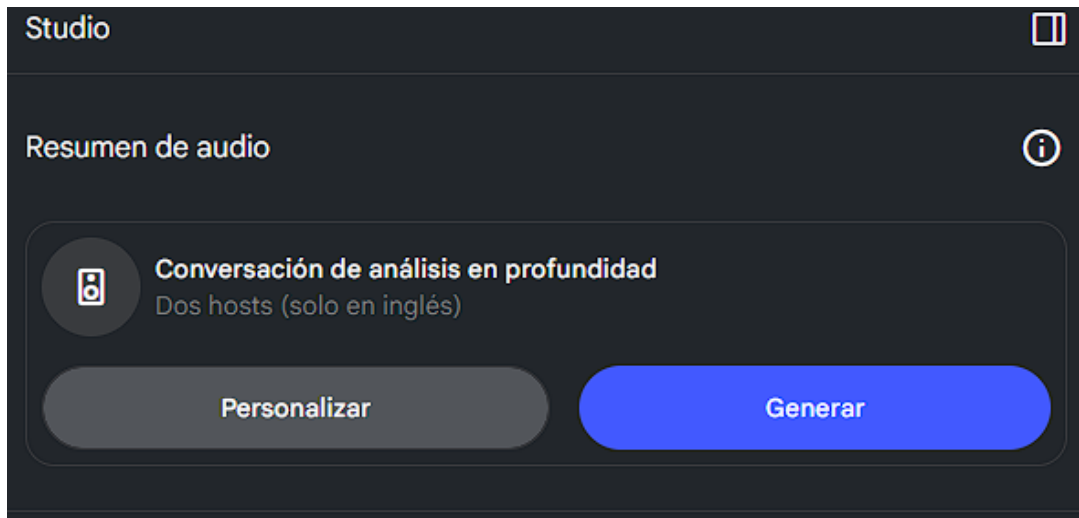 Studio
Resumen de audio
Conversación de análisis en profundidad
Dos hosts (solo en inglés)
Personalizar
Generar